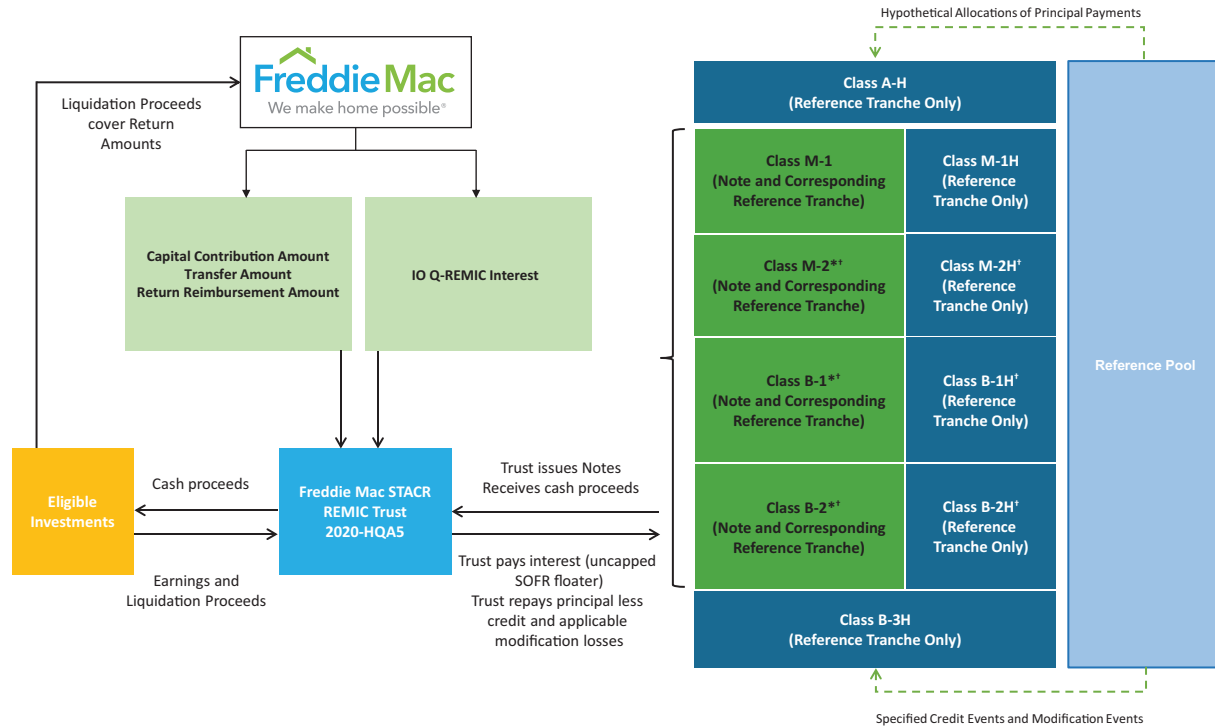 Hypothetical Allocations of Principal Payments
Freddie Mac
We make home possible®
Liquidation Proceeds
cover Return
Amounts
Capital Contribution Amount
Transfer Amount
Return Reimbursement Amount
IO Q-REMIC Interest
Eligible
Investments
Cash proceeds
Earnings and
Liquidation Proceeds
Freddie Mac STACR
REMIC Trust
2020-HQA5
Trust issues Notes
Receives cash proceeds
Trust pays interest (uncapped
SOFR floater)
Trust repays principal less
credit and applicable
modification losses
Class A-H
(Reference Tranche Only)
Class M-1
(Note and Corresponding
Reference Tranche)
Class M-1H
(Reference
Tranche Only)
Class M-2*†
(Note and Corresponding
Reference Tranche)
Class M-2H†
(Reference
Tranche Only)
Class B-1*†
(Note and Corresponding
Reference Tranche)
Class B-1H†
(Reference
Tranche Only)
Class B-2*†
(Note and Corresponding
Reference Tranche)
Class B-2H†
(Reference
Tranche Only)
Class B-3H
(Reference Tranche Only)
Reference Pool
Specified Credit Events and Modification Events